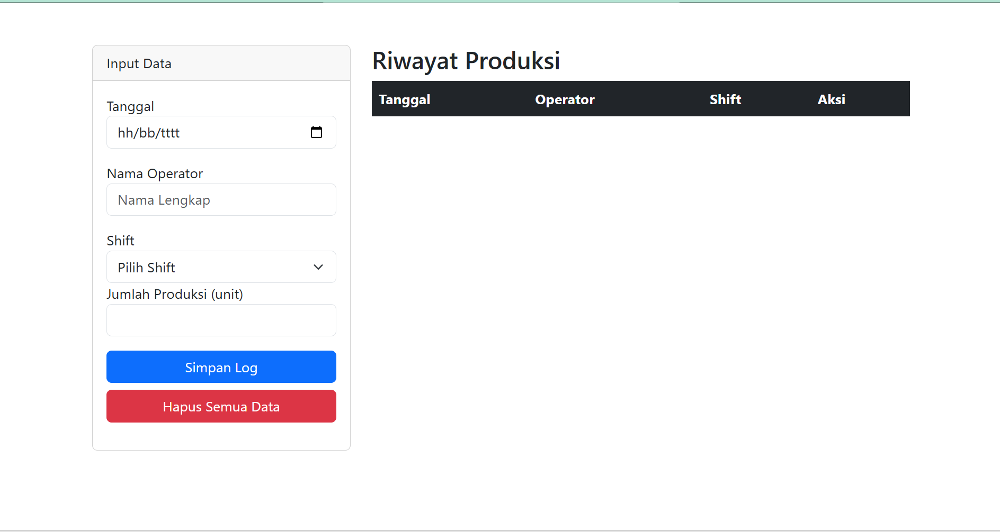 Input Data
Tanggal
hh/bb/tttt
Nama Operator
Nama Lengkap
Shift
Pilih Shift
Jumlah Produksi (unit)
Simpan Log
Hapus Semua Data
Riwayat Produksi
Tanggal Operator Shift Aksi